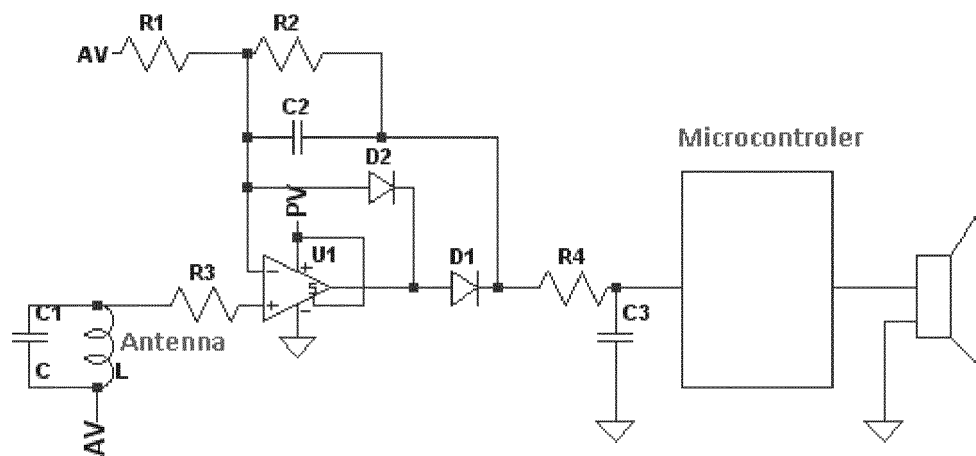 R1
R2
AV
C2
Microcontroler
D2
PV
U1
D1
R4
R3
C1
Antenna
C3
C
L
AV